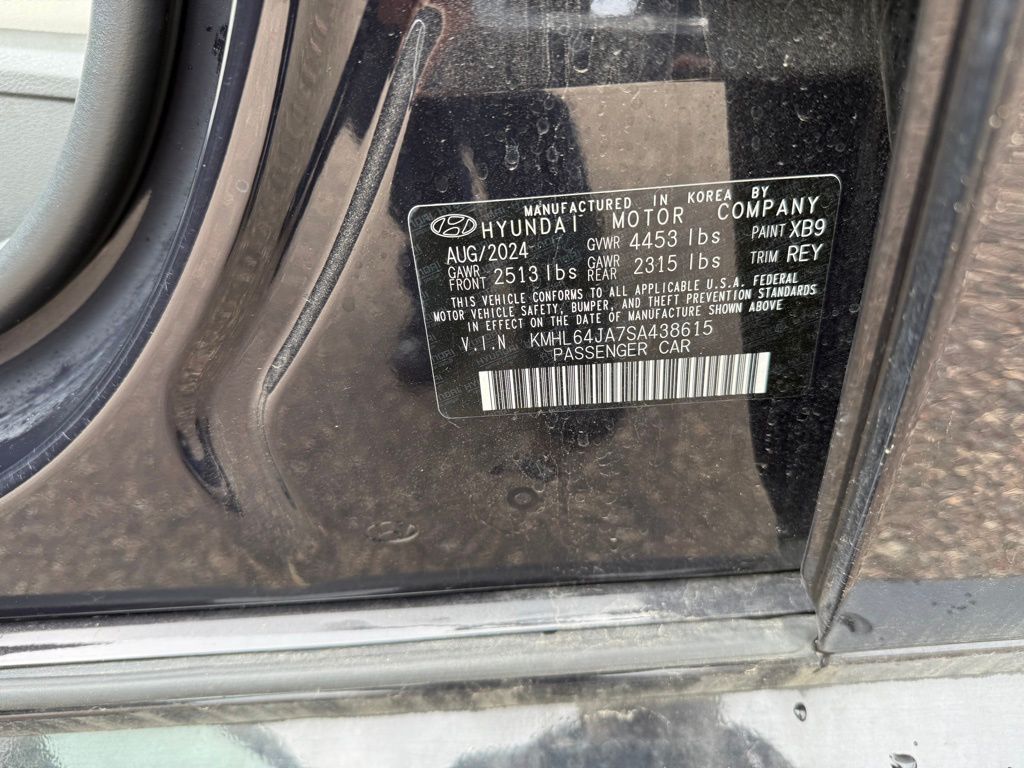 MANUFACTURED IN KOREA BY
HYUNDAI MOTOR COMPANY
AUG/2024 GVWR 4453 lbs PAINT XB9
GAWR FRONT 2513 lbs GAWR REAR 2315 lbs TRIM REY
THIS VEHICLE CONFORMS TO ALL APPLICABLE U.S.A. FEDERAL
MOTOR VEHICLE SAFETY, BUMPER, AND THEFT PREVENTION STANDARDS
IN EFFECT ON THE DATE OF MANUFACTURE SHOWN ABOVE
V.I.N KMHL64JA7SA438615
PASSENGER CAR